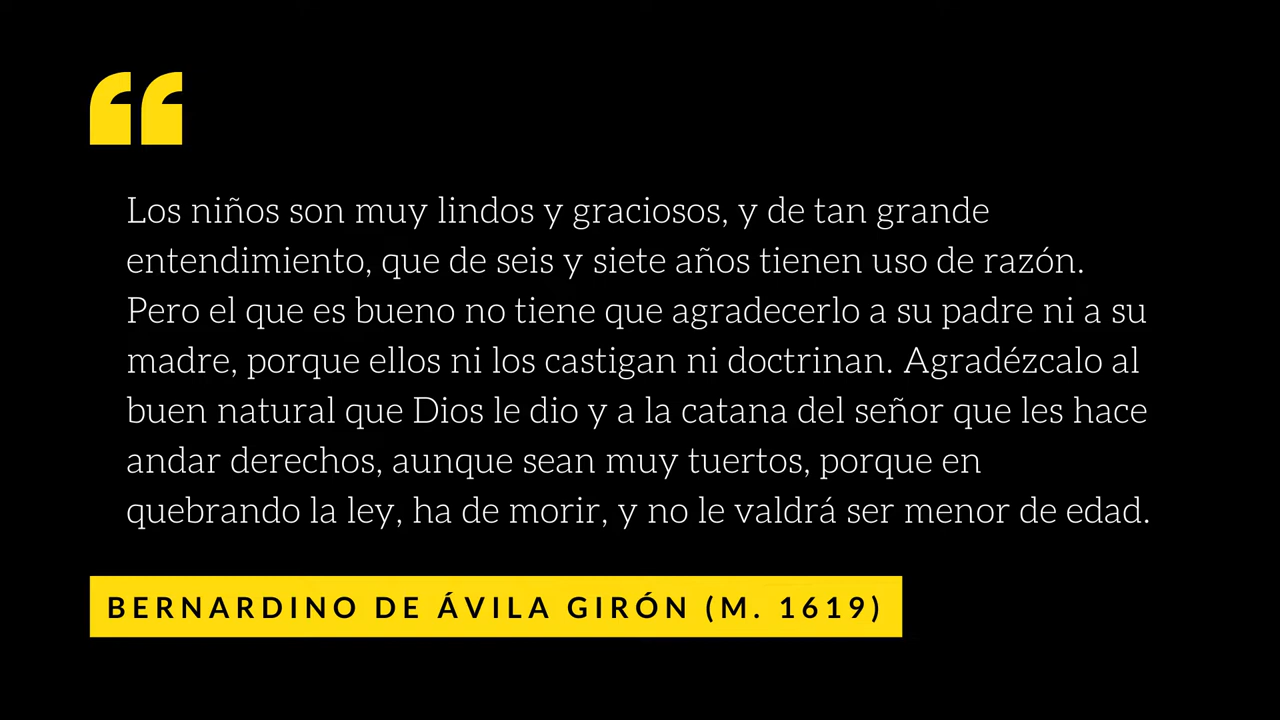 “
Los niños son muy lindos y graciosos, y de tan grande
entendimiento, que de seis y siete años tienen uso de razón.
Pero el que es bueno no tiene que agradecerlo a su padre ni a su
madre, porque ellos ni los castigan ni doctrinan. Agradézcalo al
buen natural que Dios le dio y a la catana del señor que les hace
andar derechos, aunque sean muy tuertos, porque en
quebrando la ley, ha de morir, y no le valdrá ser menor de edad.
BERNARDINO DE ÁVILA GIRÓN (M. 1619)